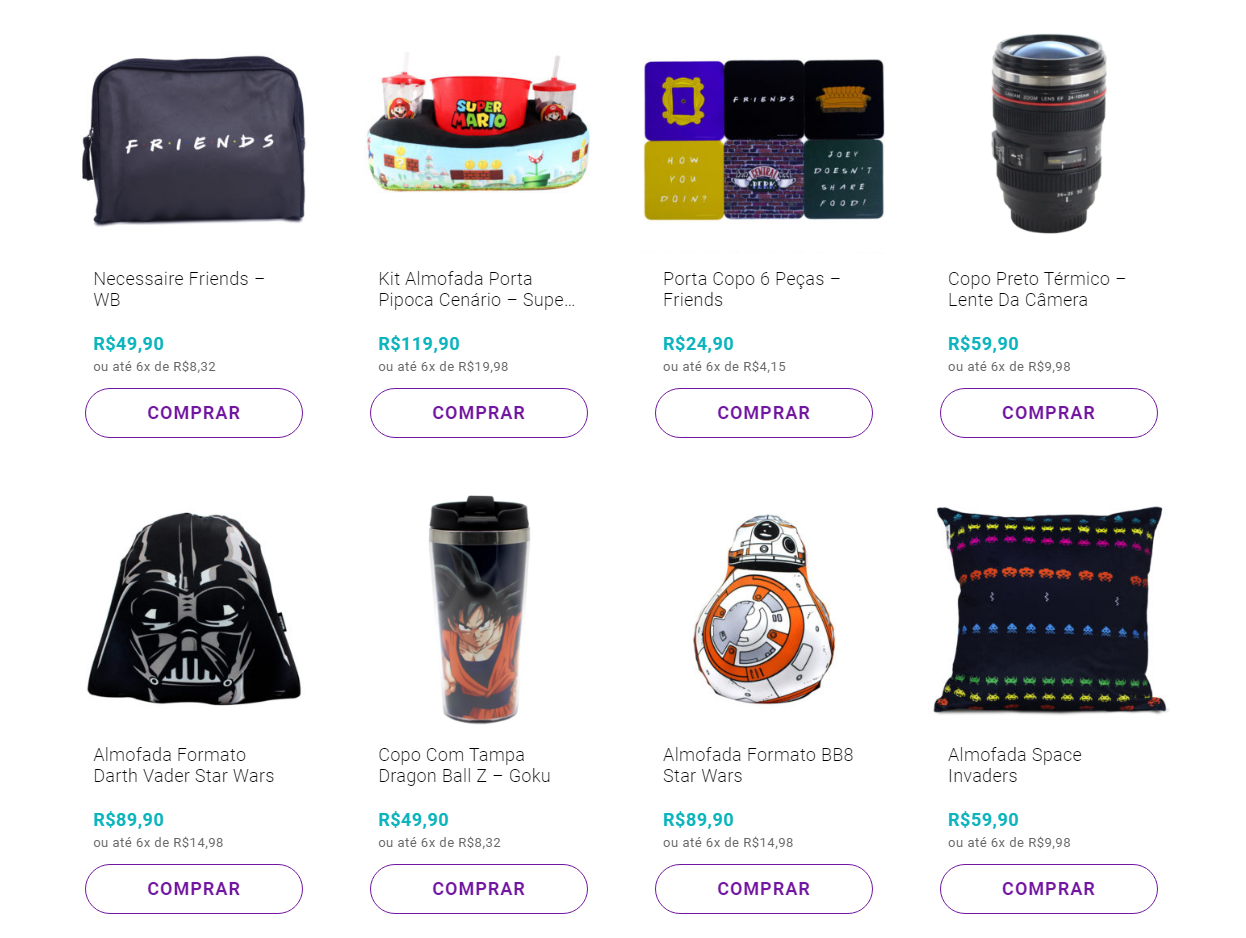 F·R·I·E·N·D·S
SUPER
MARIO
FRIENDS
HOW
YOU
DOIN?
CENTRAL
PERK
JOEY
DOESN'T
SHARE
FOOD!
CANIAM ZOOM LENS EF 24-105mm
Necessaire Friends –
WB
Kit Almofada Porta
Pipoca Cenário – Supe...
Porta Copo 6 Peças –
Friends
Copo Preto Térmico –
Lente Da Câmera
R$49,90
ou até 6x de R$8,32
R$119,90
ou até 6x de R$19,98
R$24,90
ou até 6x de R$4,15
R$59,90
ou até 6x de R$9,98
COMPRAR
COMPRAR
COMPRAR
COMPRAR
Almofada Formato
Darth Vader Star Wars
Copo Com Tampa
Dragon Ball Z – Goku
Almofada Formato BB8
Star Wars
Almofada Space
Invaders
R$89,90
ou até 6x de R$14,98
R$49,90
ou até 6x de R$8,32
R$89,90
ou até 6x de R$14,98
R$59,90
ou até 6x de R$9,98
COMPRAR
COMPRAR
COMPRAR
COMPRAR